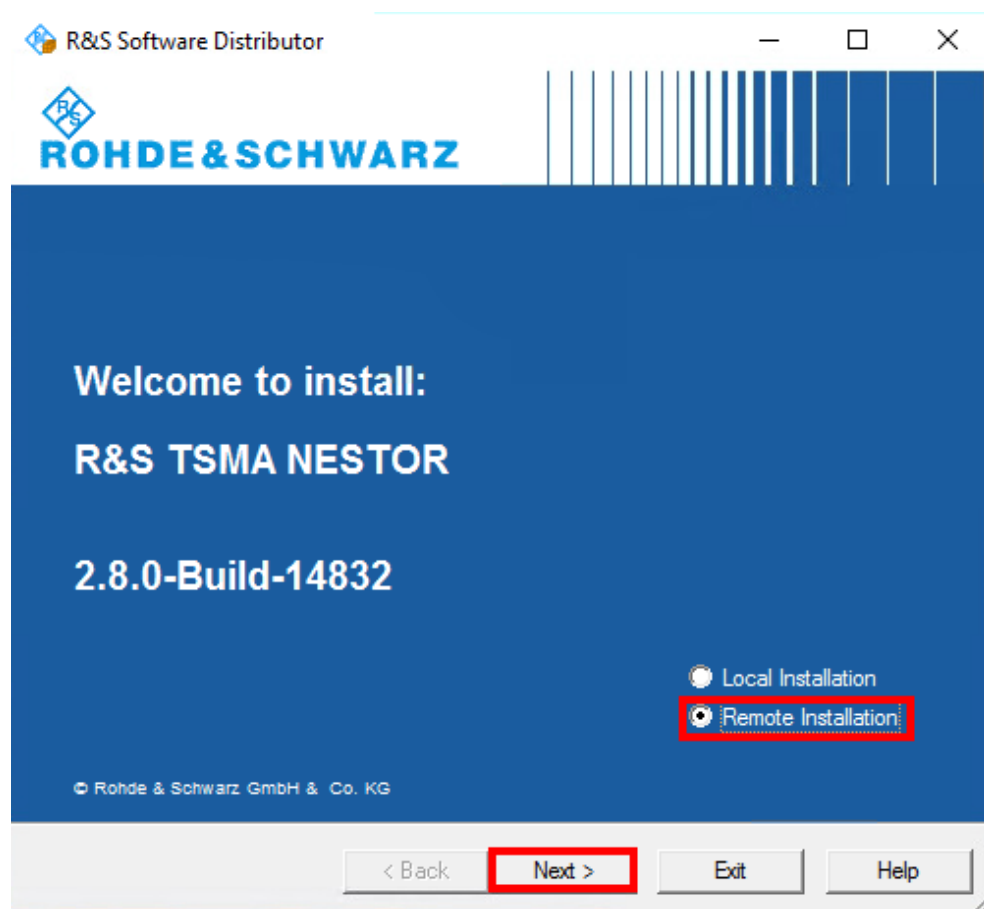 R&S Software Distributor
R&S
ROHDE&SCHWARZ
Welcome to install:
R&S TSMA NESTOR
2.8.0-Build-14832
Local Installation
Remote Installation
© Rohde & Schwarz GmbH & Co. KG
< Back Next > Exit Help